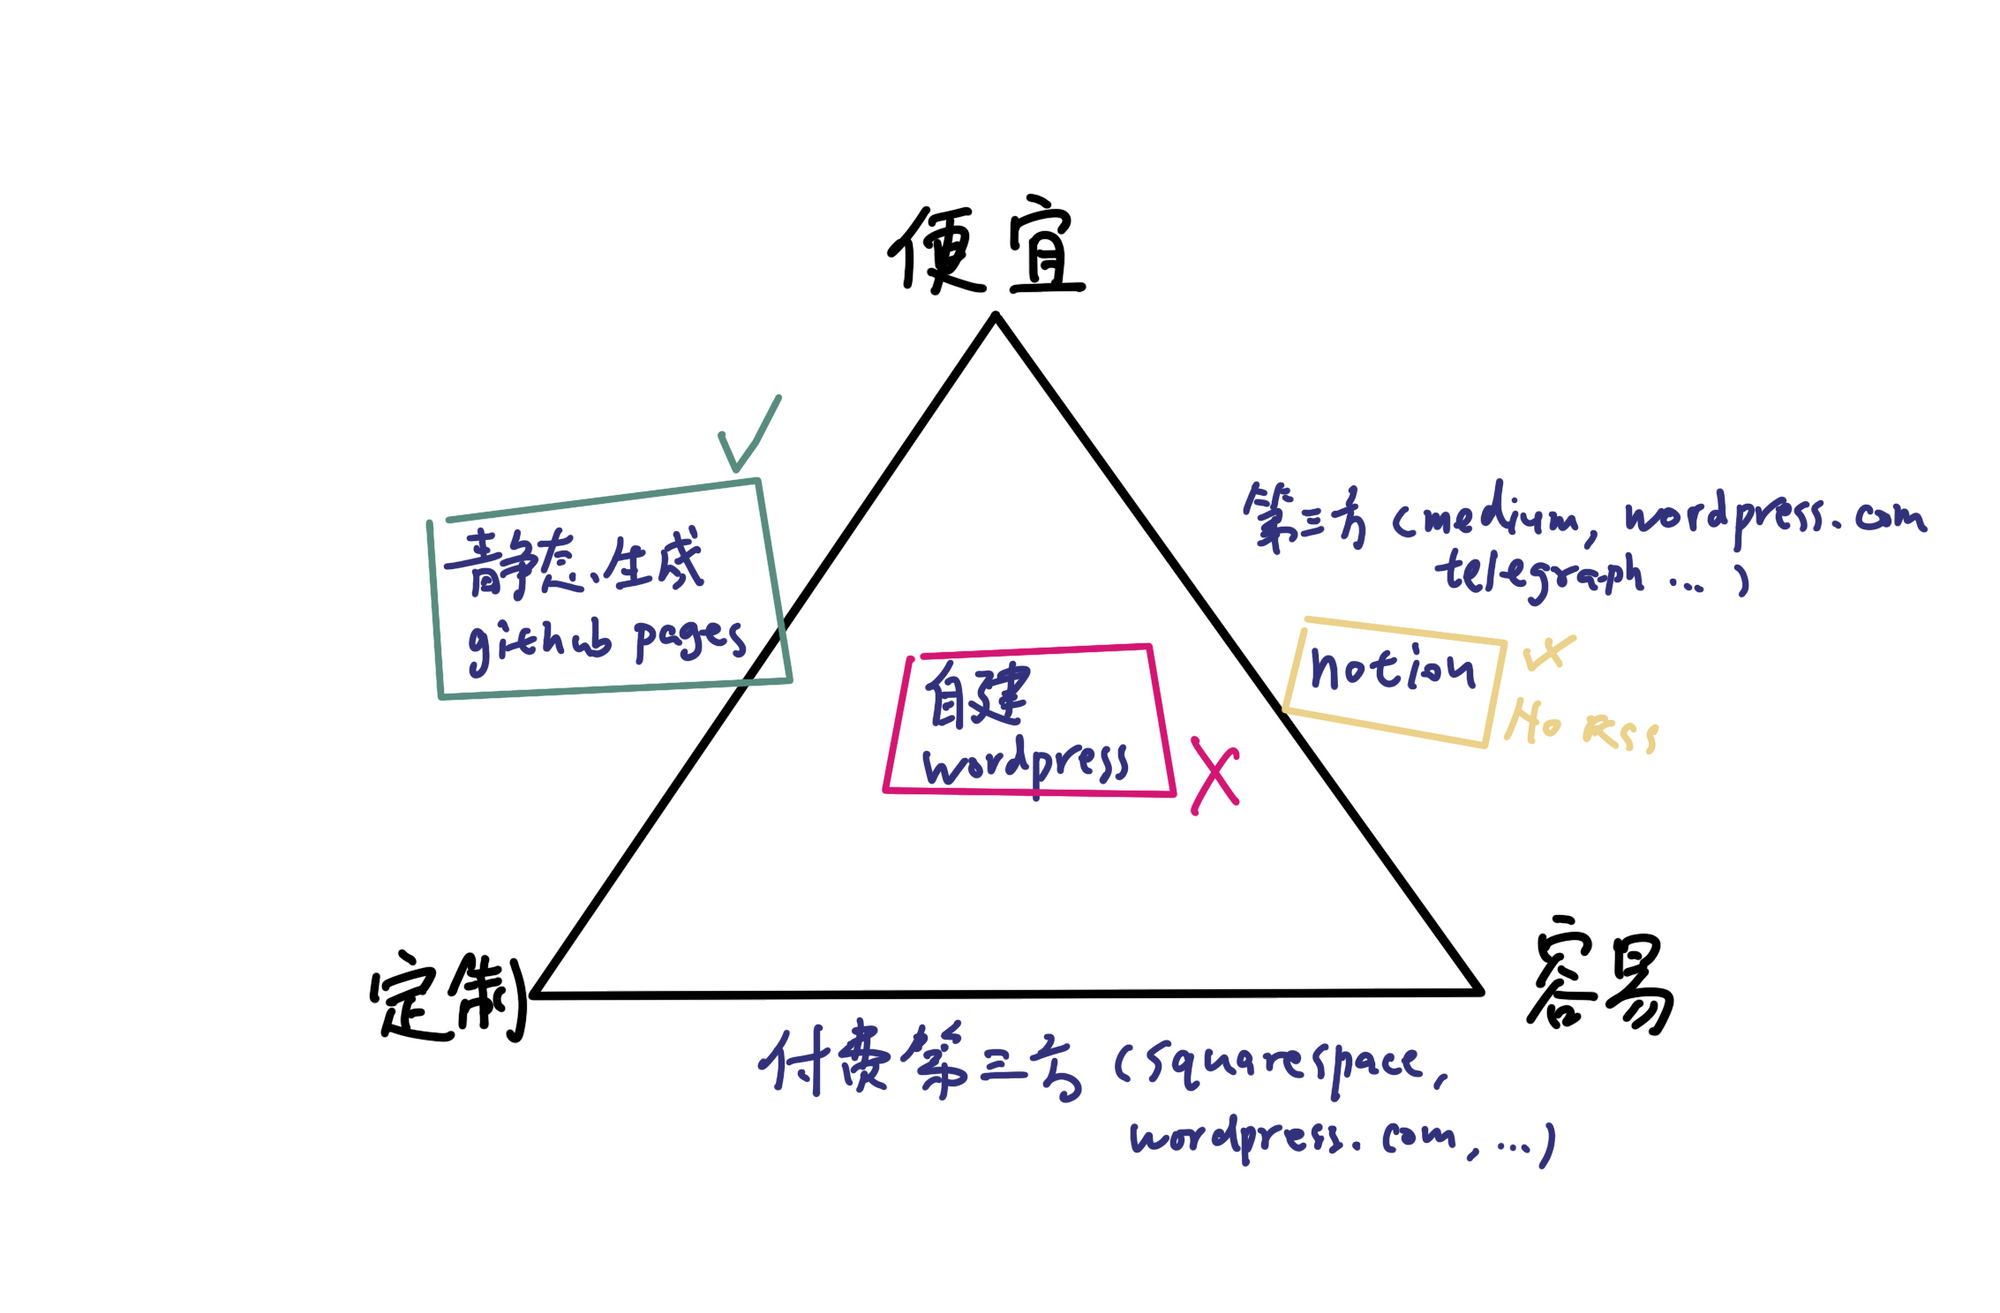 便宜
静态生成
github pages
第三方 (medium, wordpress.com
telegraph ... )
自建
wordpress
notion
No RSS
定制
容易
付费第三方 (squarespace,
wordpress.com, ...)